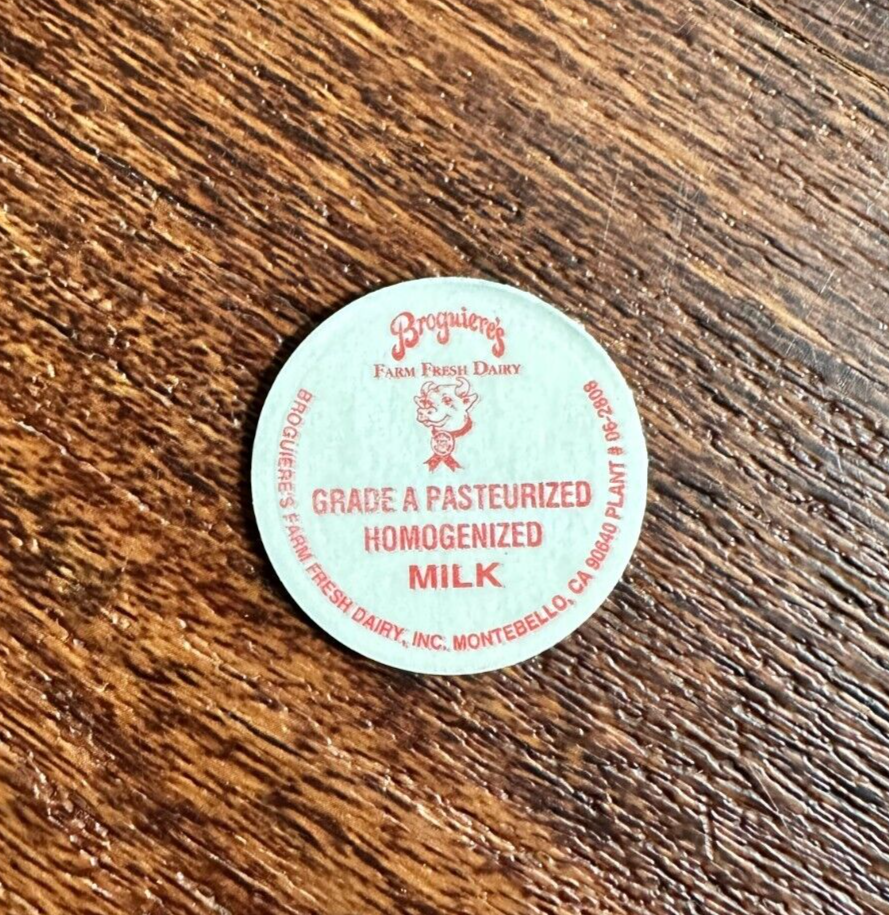 Broguiere's
FARM FRESH DAIRY
GRADE A PASTEURIZED
HOMOGENIZED
MILK
BROGUIERE'S FARM FRESH DAIRY, INC. MONTEBELLO, CA 90640 PLANT # 06-2808